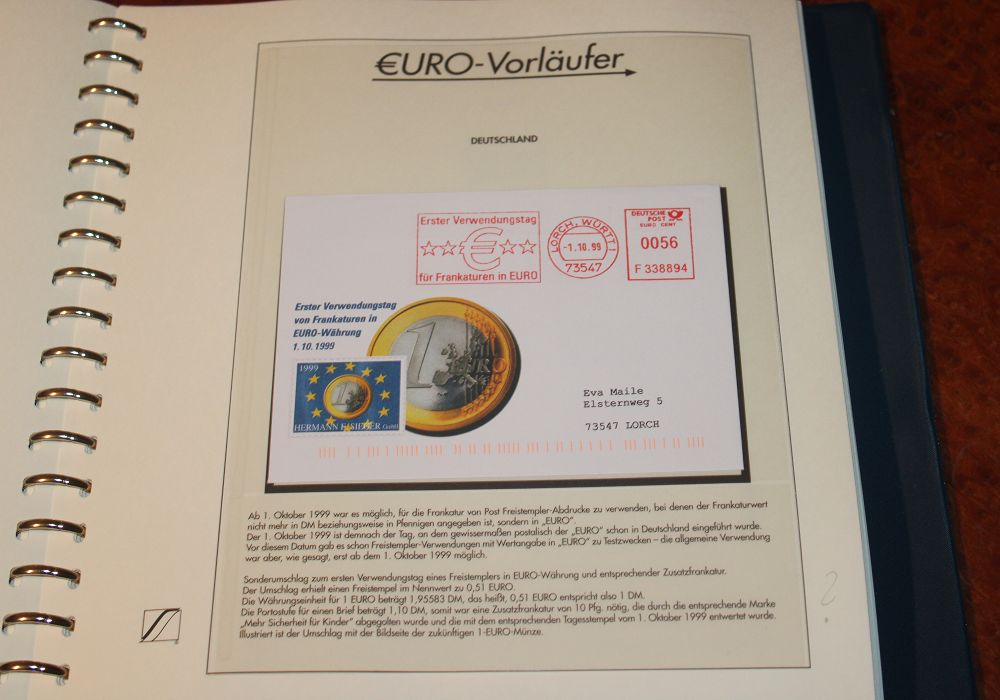 €URO-Vorläufer
DEUTSCHLAND
Erster Verwendungstag
€
für Frankaturen in EURO
LORCH, WÜRTT 1
-1.10.99
73547
DEUTSCHE
POST
EURO CENT
0056
F 338894
Erster Verwendungstag
von Frankaturen in
EURO-Währung
1.10.1999
1
EURO
1999
1
HERMANN E. SIEGER GmbH
Eva Maile
Elsternweg 5
73547 LORCH
Ab 1. Oktober 1999 war es möglich, für die Frankatur von Post Freistempler-Abdrucke zu verwenden, bei denen der Frankaturwert
nicht mehr in DM beziehungsweise in Pfennigen angegeben ist, sondern in „EURO".
Der 1. Oktober 1999 ist demnach der Tag, an dem gewissermaßen postalisch der „EURO" schon in Deutschland eingeführt wurde.
Vor diesem Datum gab es schon Freistempler-Verwendungen mit Wertangabe in „EURO" zu Testzwecken – die allgemeine Verwendung
war aber, wie gesagt, erst ab dem 1. Oktober 1999 möglich.
Sonderumschlag zum ersten Verwendungstag eines Freistemplers in EURO-Währung und entsprechender Zusatzfrankatur.
Der Umschlag erhielt einen Freistempel im Nennwert zu 0,51 EURO.
Die Währungseinheit für 1 EURO beträgt 1,95583 DM, das heißt, 0,51 EURO entspricht also 1 DM.
Die Portostufe für einen Brief beträgt 1,10 DM, somit war eine Zusatzfrankatur von 10 Pfg. nötig, die durch die entsprechende Marke
„Mehr Sicherheit für Kinder" abgegolten wurde und die mit dem entsprechenden Tagesstempel vom 1. Oktober 1999 entwertet wurde.
Illustriert ist der Umschlag mit der Bildseite der zukünftigen 1-EURO-Münze.